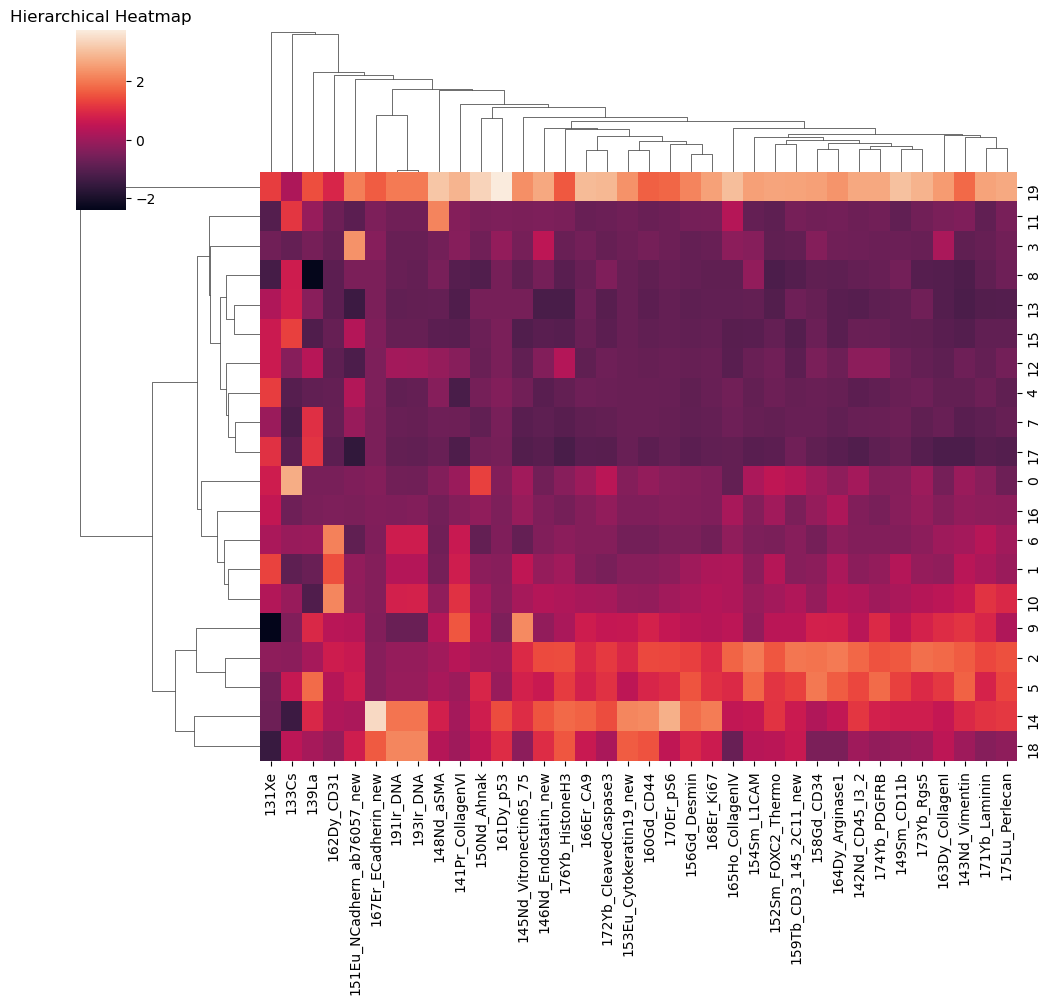 Hierarchical Heatmap
2
0
−2
19
11
3
8
13
15
12
4
7
17
0
16
6
1
10
9
2
5
14
18
131Xe
133Cs
139La
162Dy_CD31
151Eu_NCadhern_ab76057_new
167Er_ECadherin_new
191Ir_DNA
193Ir_DNA
148Nd_aSMA
141Pr_CollagenVI
150Nd_Ahnak
161Dy_p53
145Nd_Vitronectin65_75
146Nd_Endostatin_new
176Yb_HistoneH3
166Er_CA9
172Yb_CleavedCaspase3
153Eu_Cytokeratin19_new
160Gd_CD44
170Er_pS6
156Gd_Desmin
168Er_Ki67
165Ho_CollagenIV
154Sm_L1CAM
152Sm_FOXC2_Thermo
159Tb_CD3_145_2C11_new
158Gd_CD34
164Dy_Arginase1
142Nd_CD45_I3_2
174Yb_PDGFRB
149Sm_CD11b
173Yb_Rgs5
163Dy_CollagenI
143Nd_Vimentin
171Yb_Laminin
175Lu_Perlecan